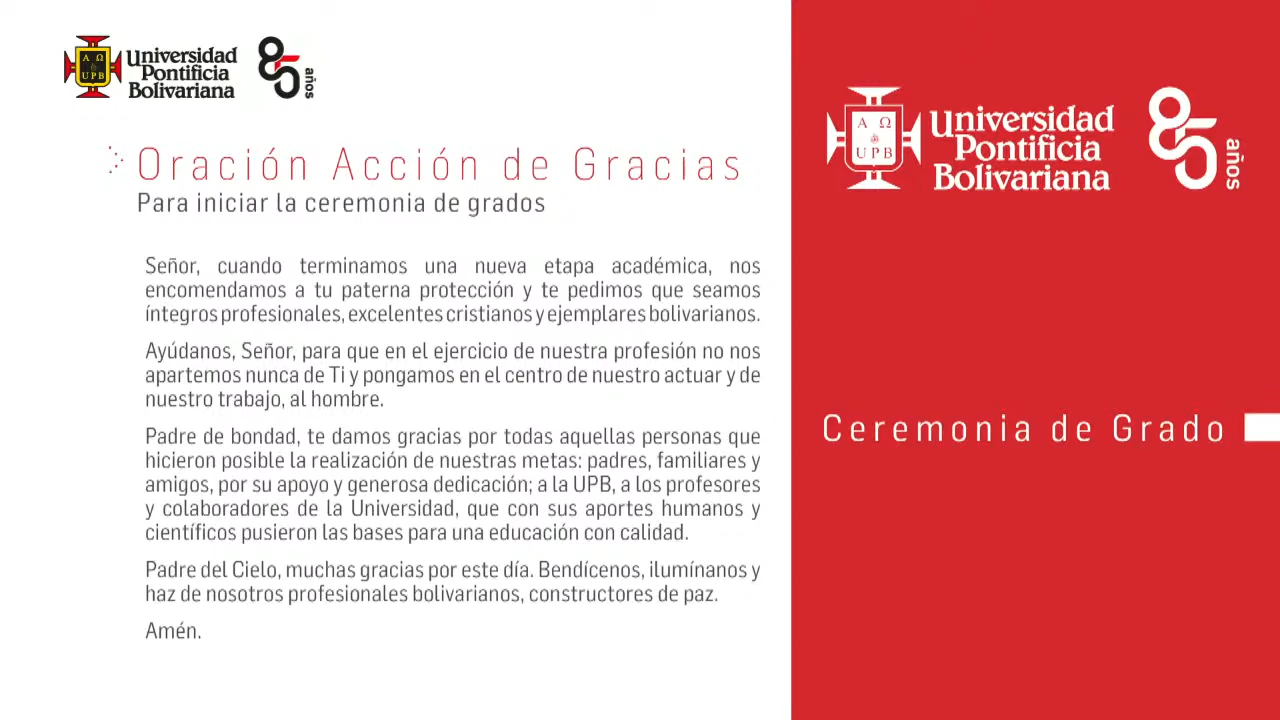 Universidad
Pontificia
Bolivariana
ΑΩ
UPB
85
años
Oración Acción de Gracias
Para iniciar la ceremonia de grados
Señor, cuando terminamos una nueva etapa académica, nos
encomendamos a tu paterna protección y te pedimos que seamos
íntegros profesionales, excelentes cristianos y ejemplares bolivarianos.
Ayúdanos, Señor, para que en el ejercicio de nuestra profesión no nos
apartemos nunca de Ti y pongamos en el centro de nuestro actuar y de
nuestro trabajo, al hombre.
Padre de bondad, te damos gracias por todas aquellas personas que
hicieron posible la realización de nuestras metas: padres, familiares y
amigos, por su apoyo y generosa dedicación; a la UPB, a los profesores
y colaboradores de la Universidad, que con sus aportes humanos y
científicos pusieron las bases para una educación con calidad.
Padre del Cielo, muchas gracias por este día. Bendícenos, ilumínanos y
haz de nosotros profesionales bolivarianos, constructores de paz.
Amén.
Α Ω
UPB
Universidad
Pontificia
Bolivariana
85
años
Ceremonia de Grado